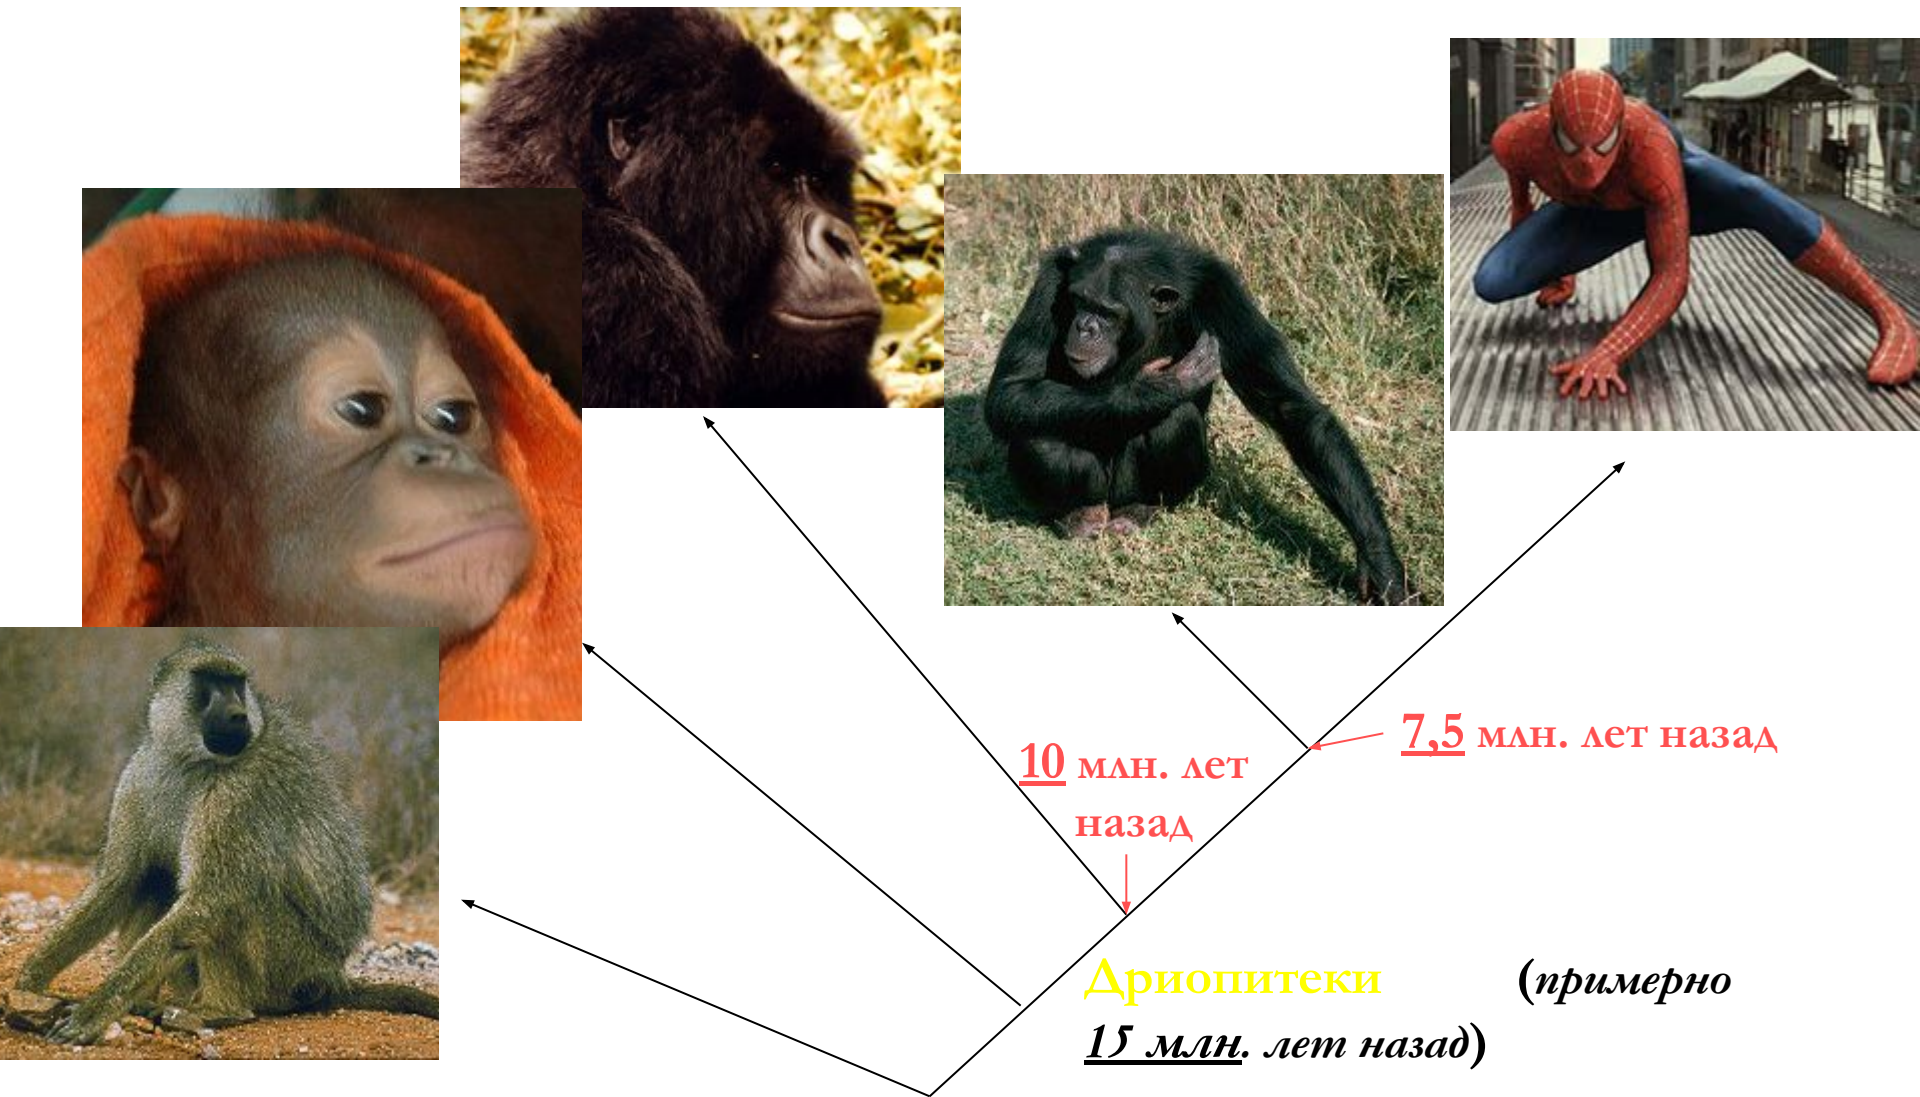 7,5 млн. лет назад
10 млн. лет
назад
Дриопитеки (примерно
15 млн. лет назад)